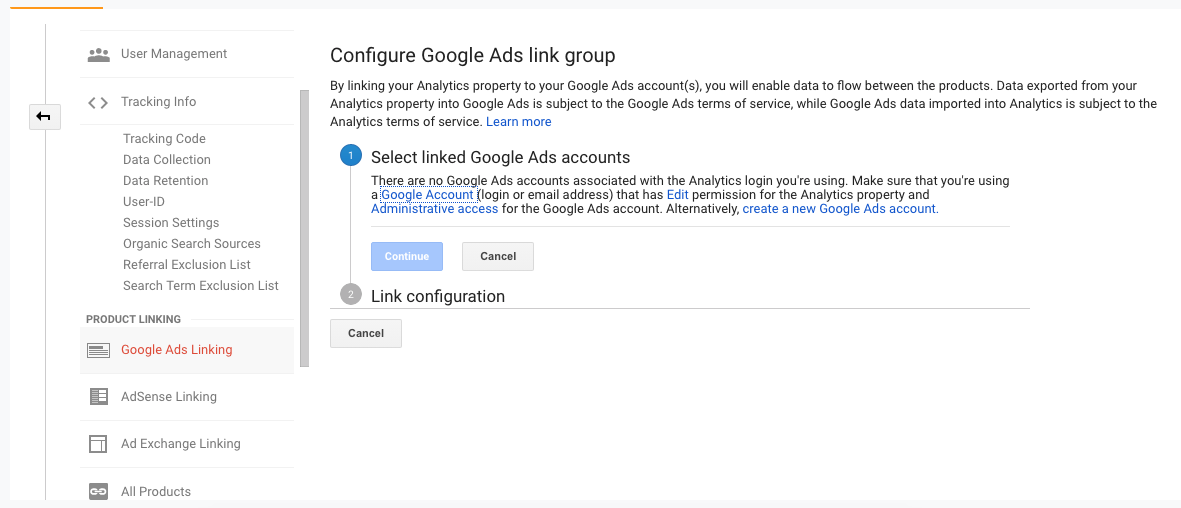 User Management
Tracking Info
Tracking Code
Data Collection
Data Retention
User-ID
Session Settings
Organic Search Sources
Referral Exclusion List
Search Term Exclusion List
PRODUCT LINKING
Google Ads Linking
AdSense Linking
Ad Exchange Linking
All Products
Configure Google Ads link group
By linking your Analytics property to your Google Ads account(s), you will enable data to flow between the products. Data exported from your
Analytics property into Google Ads is subject to the Google Ads terms of service, while Google Ads data imported into Analytics is subject to the
Analytics terms of service. Learn more
1 Select linked Google Ads accounts
There are no Google Ads accounts associated with the Analytics login you're using. Make sure that you're using
a Google Account (login or email address) that has Edit permission for the Analytics property and
Administrative access for the Google Ads account. Alternatively, create a new Google Ads account.
Continue Cancel
2 Link configuration
Cancel